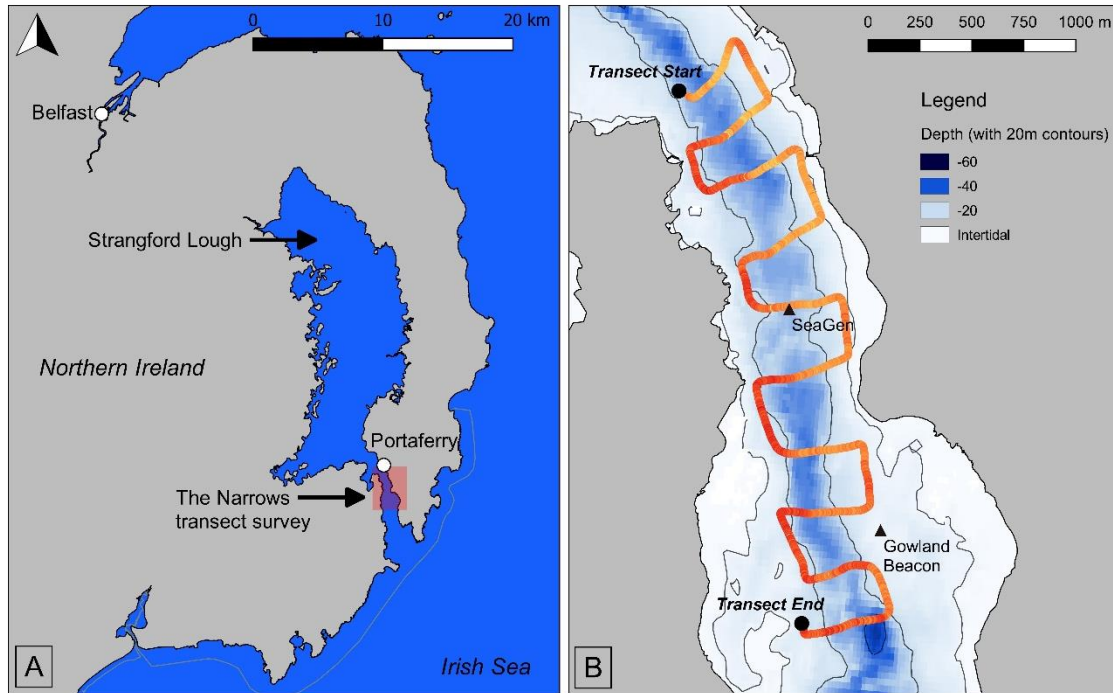 0 10 20 km
Belfast
Strangford Lough
Northern Ireland
Portaferry
The Narrows
transect survey
A
Irish Sea
0 250 500 750 1000 m
Transect Start
Legend
Depth (with 20m contours)
-60
-40
-20
Intertidal
SeaGen
Gowland
Beacon
Transect End
B